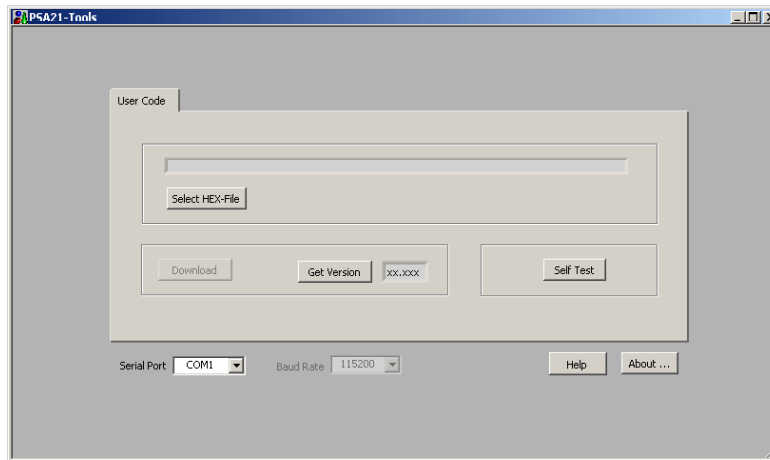 PSA21-Tools
User Code
Select HEX-File
Download Get Version xx.xxx Self Test
Serial Port COM1 Baud Rate 115200 Help About ...